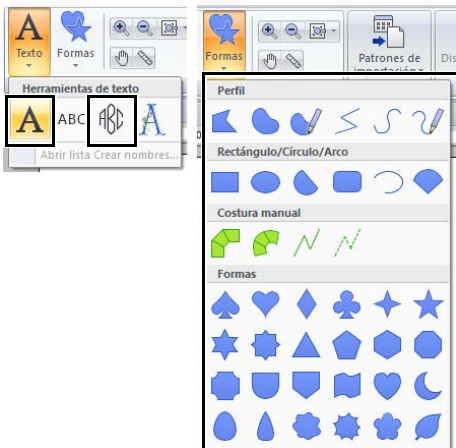 Texto
Formas
Herramientas de texto
A
ABC
ABC
A
Abrir lista Crear nombres...
Formas
Patrones de
importación
Dis
Perfil
Rectángulo/Círculo/Arco
Costura manual
Formas